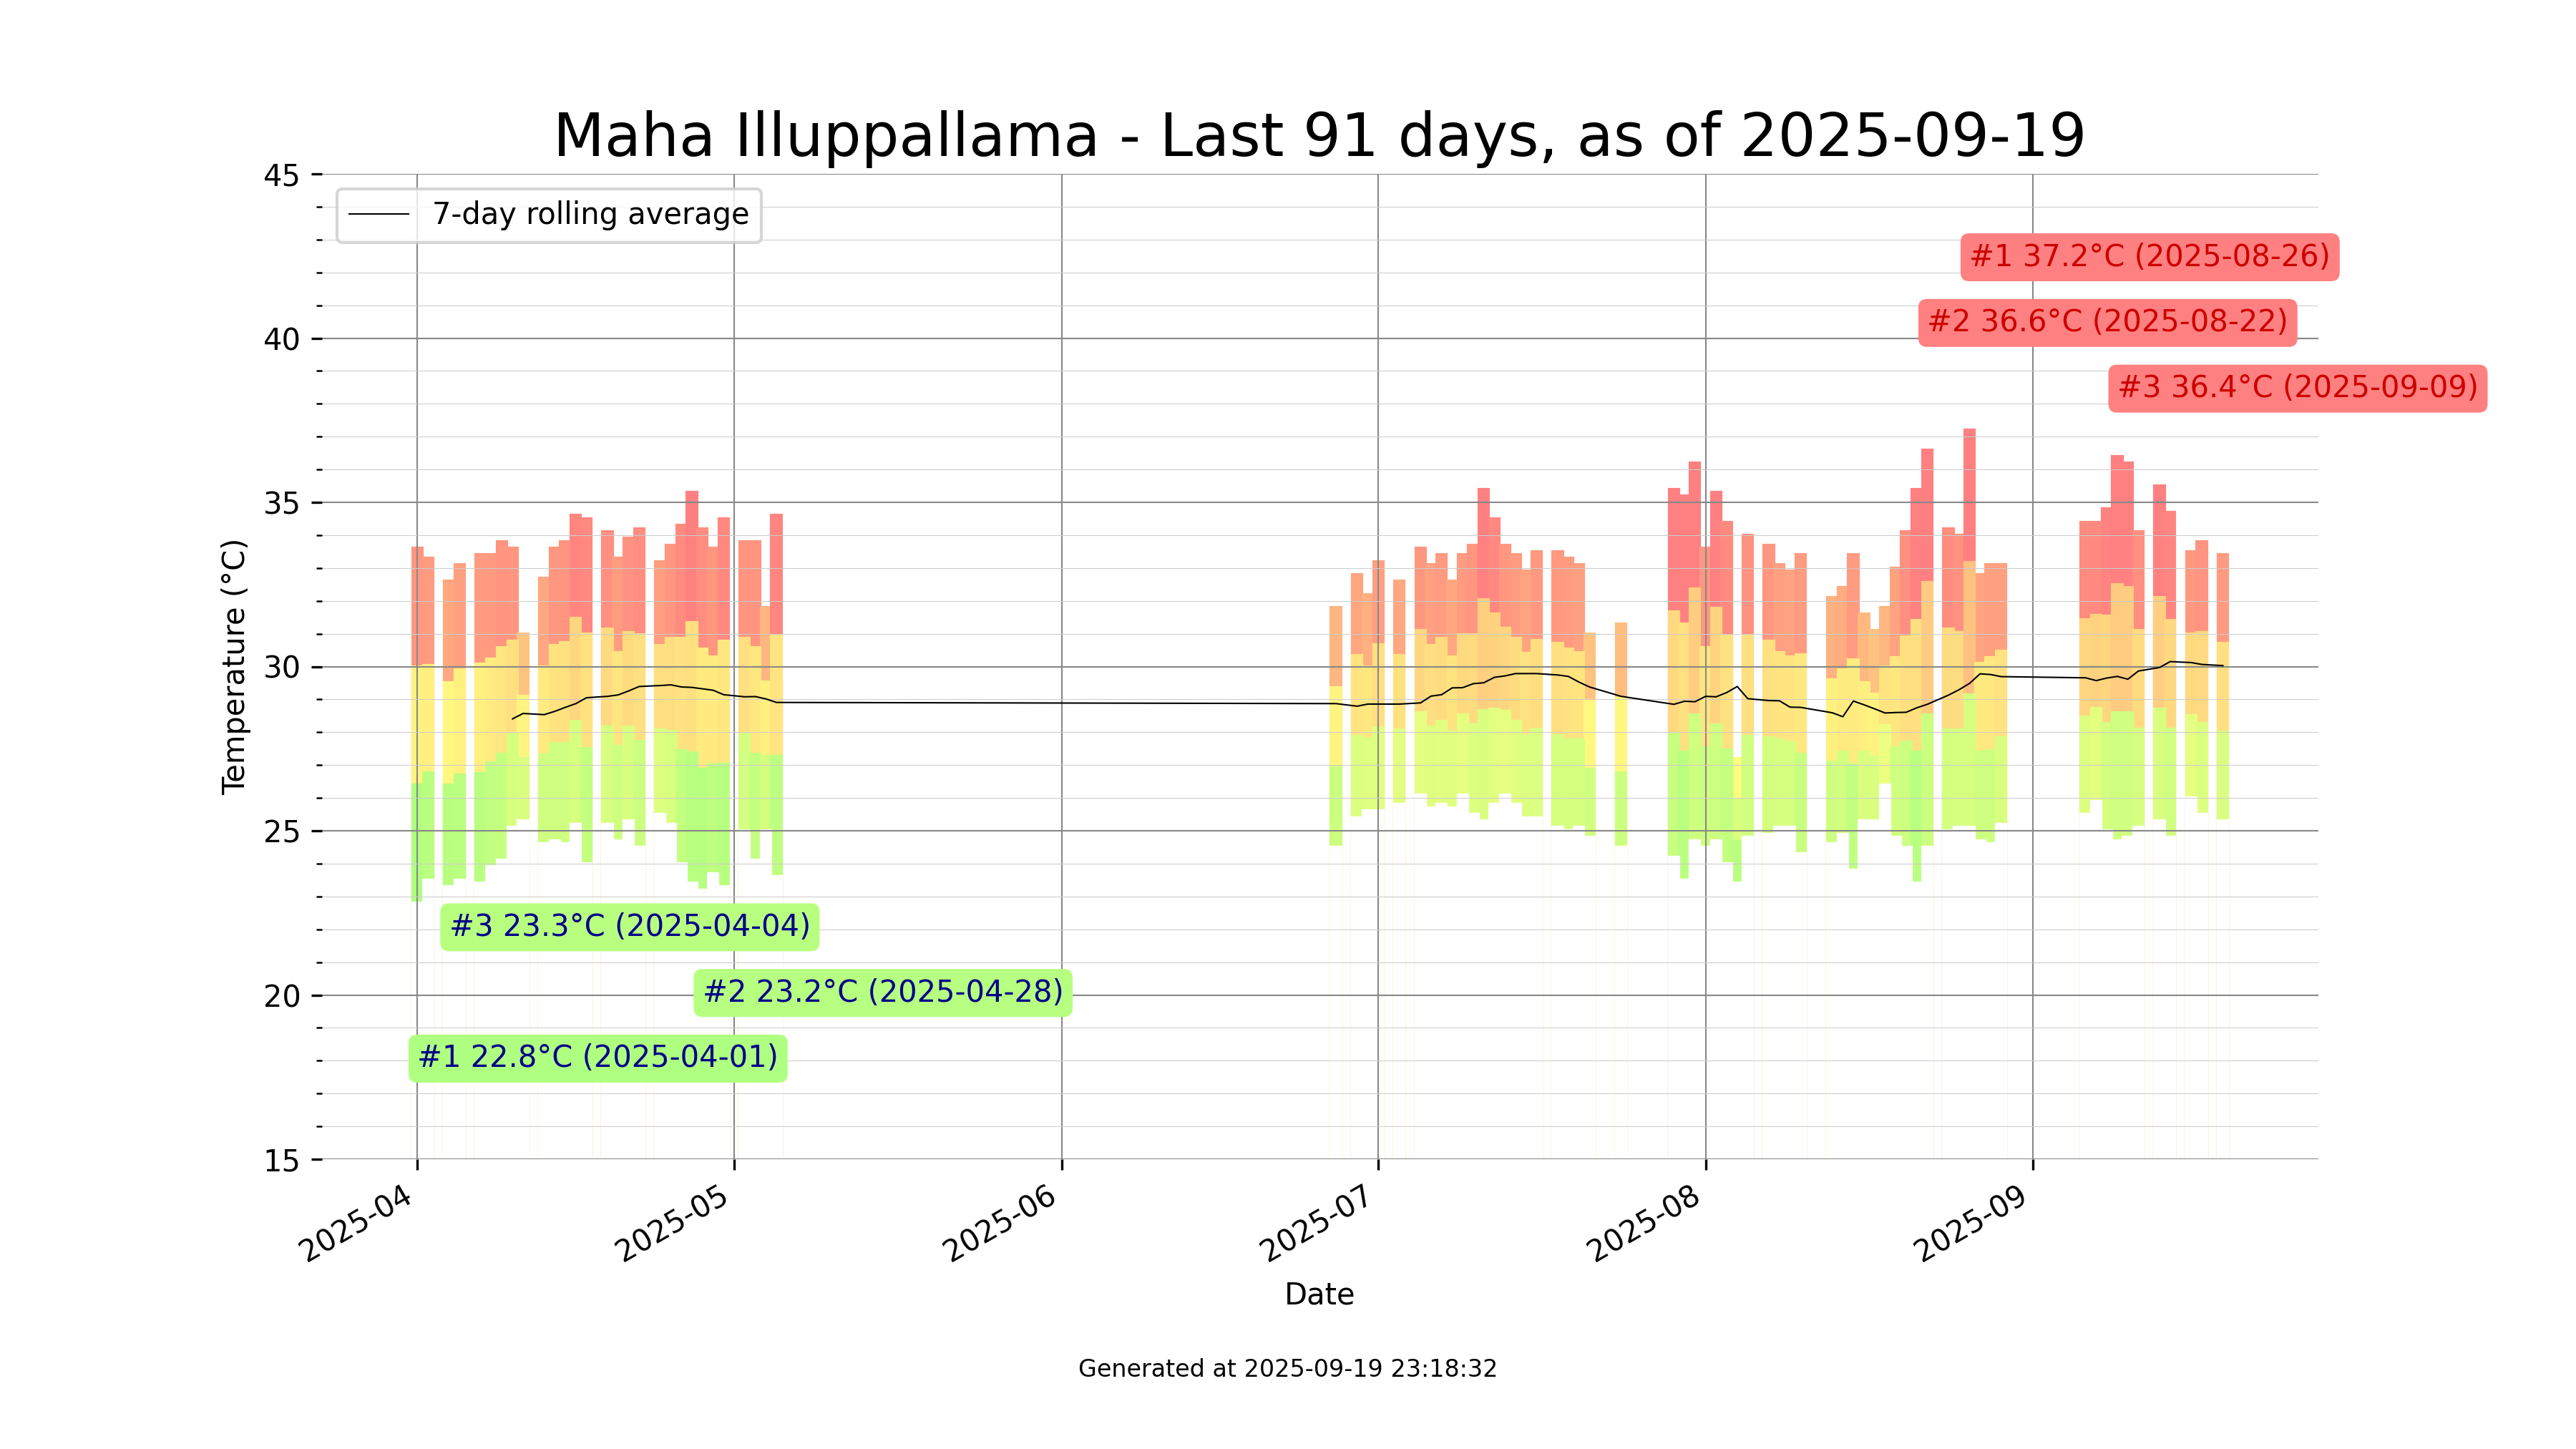 Maha Illuppallama - Last 91 days, as of 2025-09-19
45
7-day rolling average
#1 37.2°C (2025-08-26)
#2 36.6°C (2025-08-22)
40
#3 36.4°C (2025-09-09)
35
Temperature (°C)
30
25
#3 23.3°C (2025-04-04)
20
#2 23.2°C (2025-04-28)
#1 22.8°C (2025-04-01)
15
2025-04
2025-05
2025-06
2025-07
2025-08
2025-09
Date
Generated at 2025-09-19 23:18:32